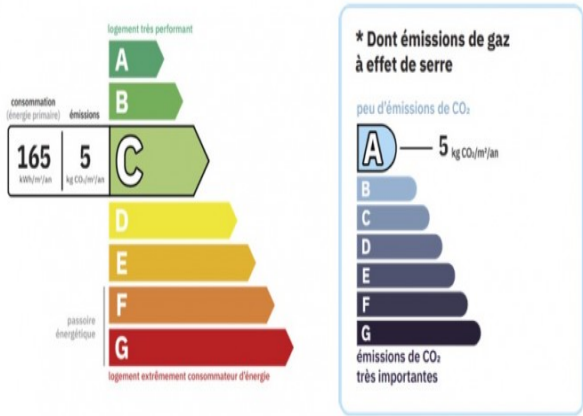 logement très performant
A
B
consommation
(énergie primaire)
émissions
165
kWh/m²/an
5
kg CO₂/m²/an
C
D
E
F
G
passoire
énergétique
logement extrêmement consommateur d'énergie
* Dont émissions de gaz
à effet de serre
peu d'émissions de CO₂
A
5 kg CO₂/m²/an
B
C
D
E
F
G
émissions de CO₂
très importantes